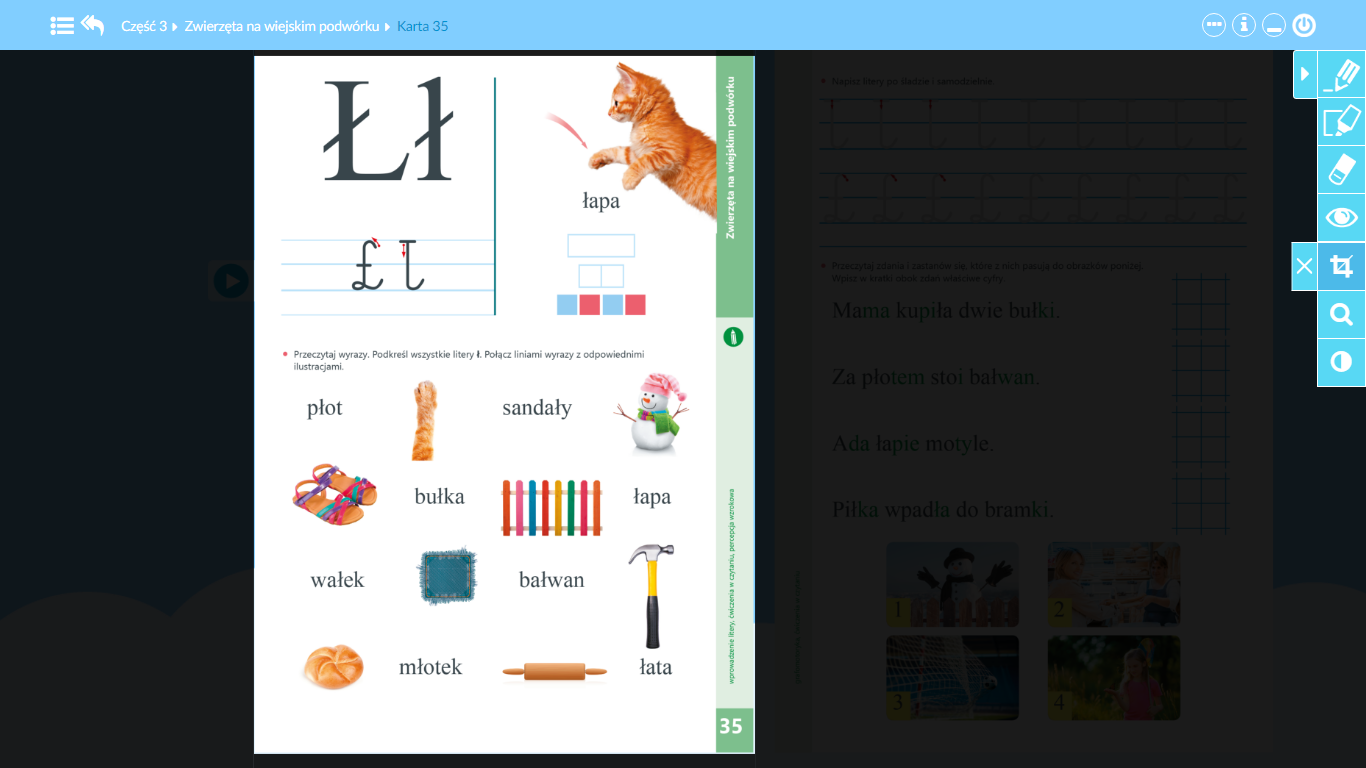 Część 3 ▸ Zwierzęta na wiejskim podwórku ▸ Karta 35
Ł ł
łapa
Ł ł
Zwierzęta na wiejskim podwórku
• Przeczytaj wyrazy. Podkreśl wszystkie litery ł. Połącz liniami wyrazy z odpowiednimi
ilustracjami.
płot
sandały
bułka
łapa
wałek
bałwan
młotek
łata
wprowadzenie litery, ćwiczenia w czytaniu, percepcja wzrokowa
35
• Napisz litery po śladzie i samodzielnie.
• Przeczytaj zdania i zastanów się, które z nich pasują do obrazków poniżej.
Wpisz w kratki obok zdań właściwe cyfry.
Mama kupiła dwie bułki.
Za płotem stoi bałwan.
Ada łapie motyle.
Piłka wpadła do bramki.
1
2
3
4